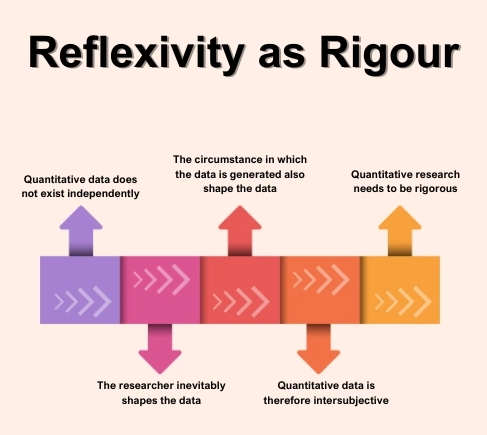 Reflexivity as Rigour
Quantitative data does
not exist independently
The researcher inevitably
shapes the data
The circumstance in which
the data is generated also
shape the data
Quantitative data is
therefore intersubjective
Quantitative research
needs to be rigorous